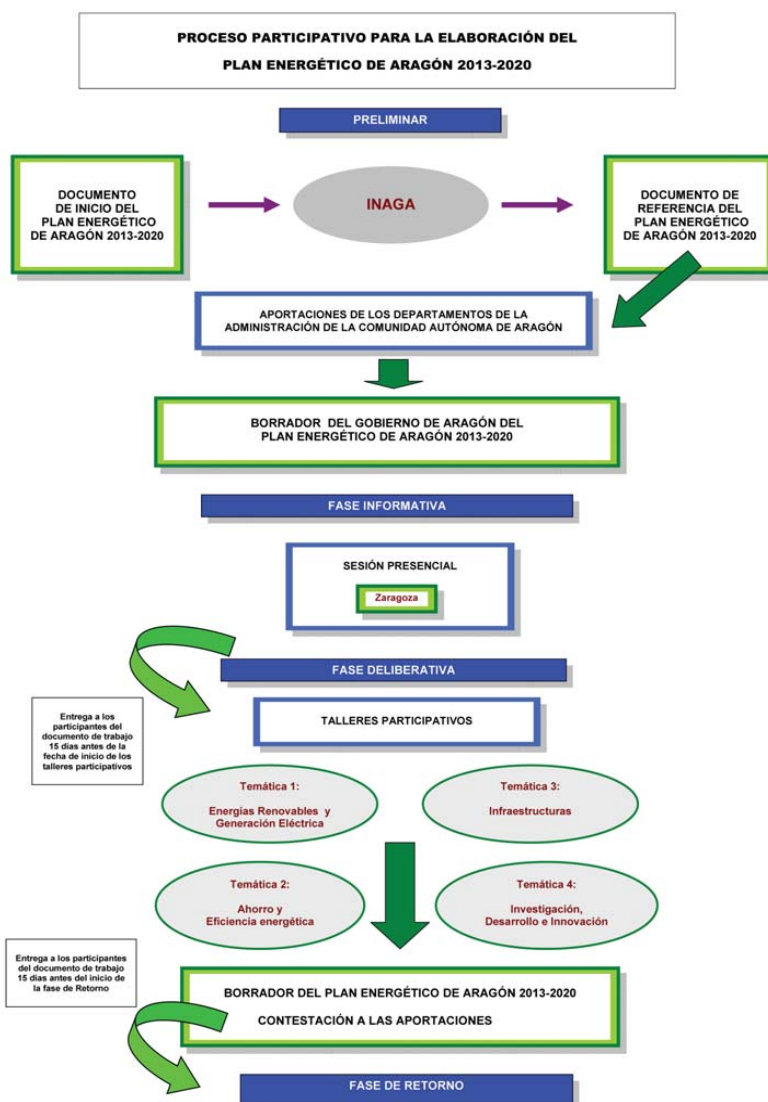 PROCESO PARTICIPATIVO PARA LA ELABORACIÓN DEL
PLAN ENERGÉTICO DE ARAGÓN 2013-2020
PRELIMINAR
DOCUMENTO
DE INICIO DEL
PLAN ENERGÉTICO
DE ARAGÓN 2013-2020
INAGA
DOCUMENTO DE
REFERENCIA DEL
PLAN ENERGÉTICO
DE ARAGÓN 2013-2020
APORTACIONES DE LOS DEPARTAMENTOS DE LA
ADMINISTRACIÓN DE LA COMUNIDAD AUTÓNOMA DE ARAGÓN
BORRADOR DEL GOBIERNO DE ARAGÓN DEL
PLAN ENERGÉTICO DE ARAGÓN 2013-2020
FASE INFORMATIVA
SESIÓN PRESENCIAL
Zaragoza
FASE DELIBERATIVA
TALLERES PARTICIPATIVOS
Entrega a los
participantes del
documento de trabajo
15 días antes de la
fecha de inicio de los
talleres participativos
Temática 1:
Energías Renovables y
Generación Eléctrica
Temática 3:
Infraestructuras
Temática 2:
Ahorro y
Eficiencia energética
Temática 4:
Investigación,
Desarrollo e Innovación
Entrega a los participantes
del documento de trabajo
15 días antes del inicio de
la fase de Retorno
BORRADOR DEL PLAN ENERGÉTICO DE ARAGÓN 2013-2020
CONTESTACIÓN A LAS APORTACIONES
FASE DE RETORNO